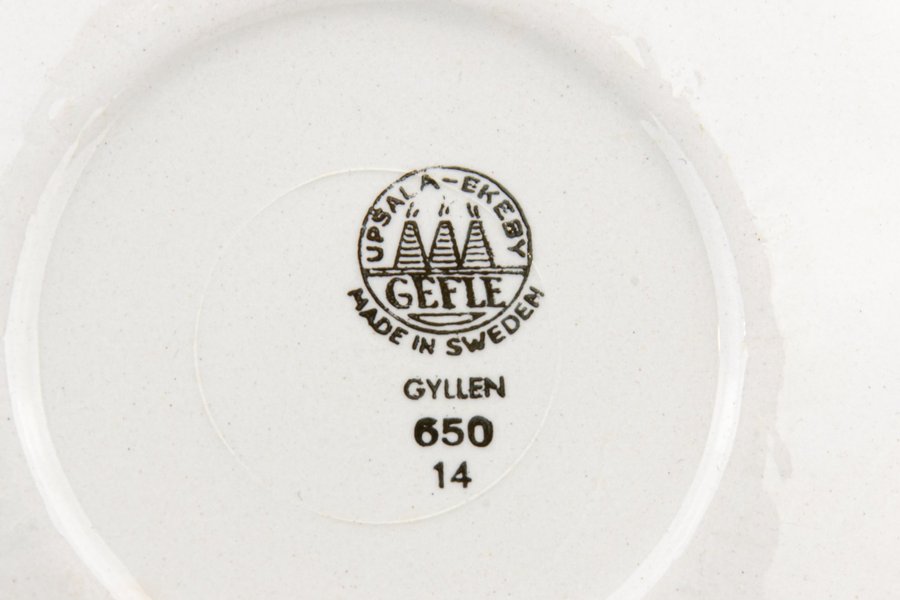 UPSALA-EKEBY
GEFLE
MADE IN SWEDEN
GYLLEN
650
14